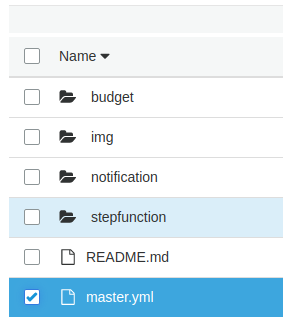 Name
budget
img
notification
stepfunction
README.md
master.yml